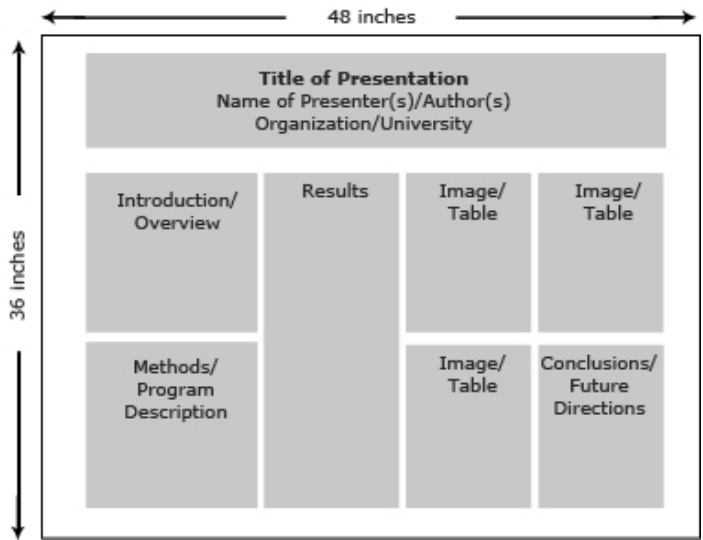 48 inches
36 inches
Title of Presentation
Name of Presenter(s)/Author(s)
Organization/University
Introduction/
Overview
Methods/
Program
Description
Results
Image/
Table
Image/
Table
Image/
Table
Conclusions/
Future
Directions